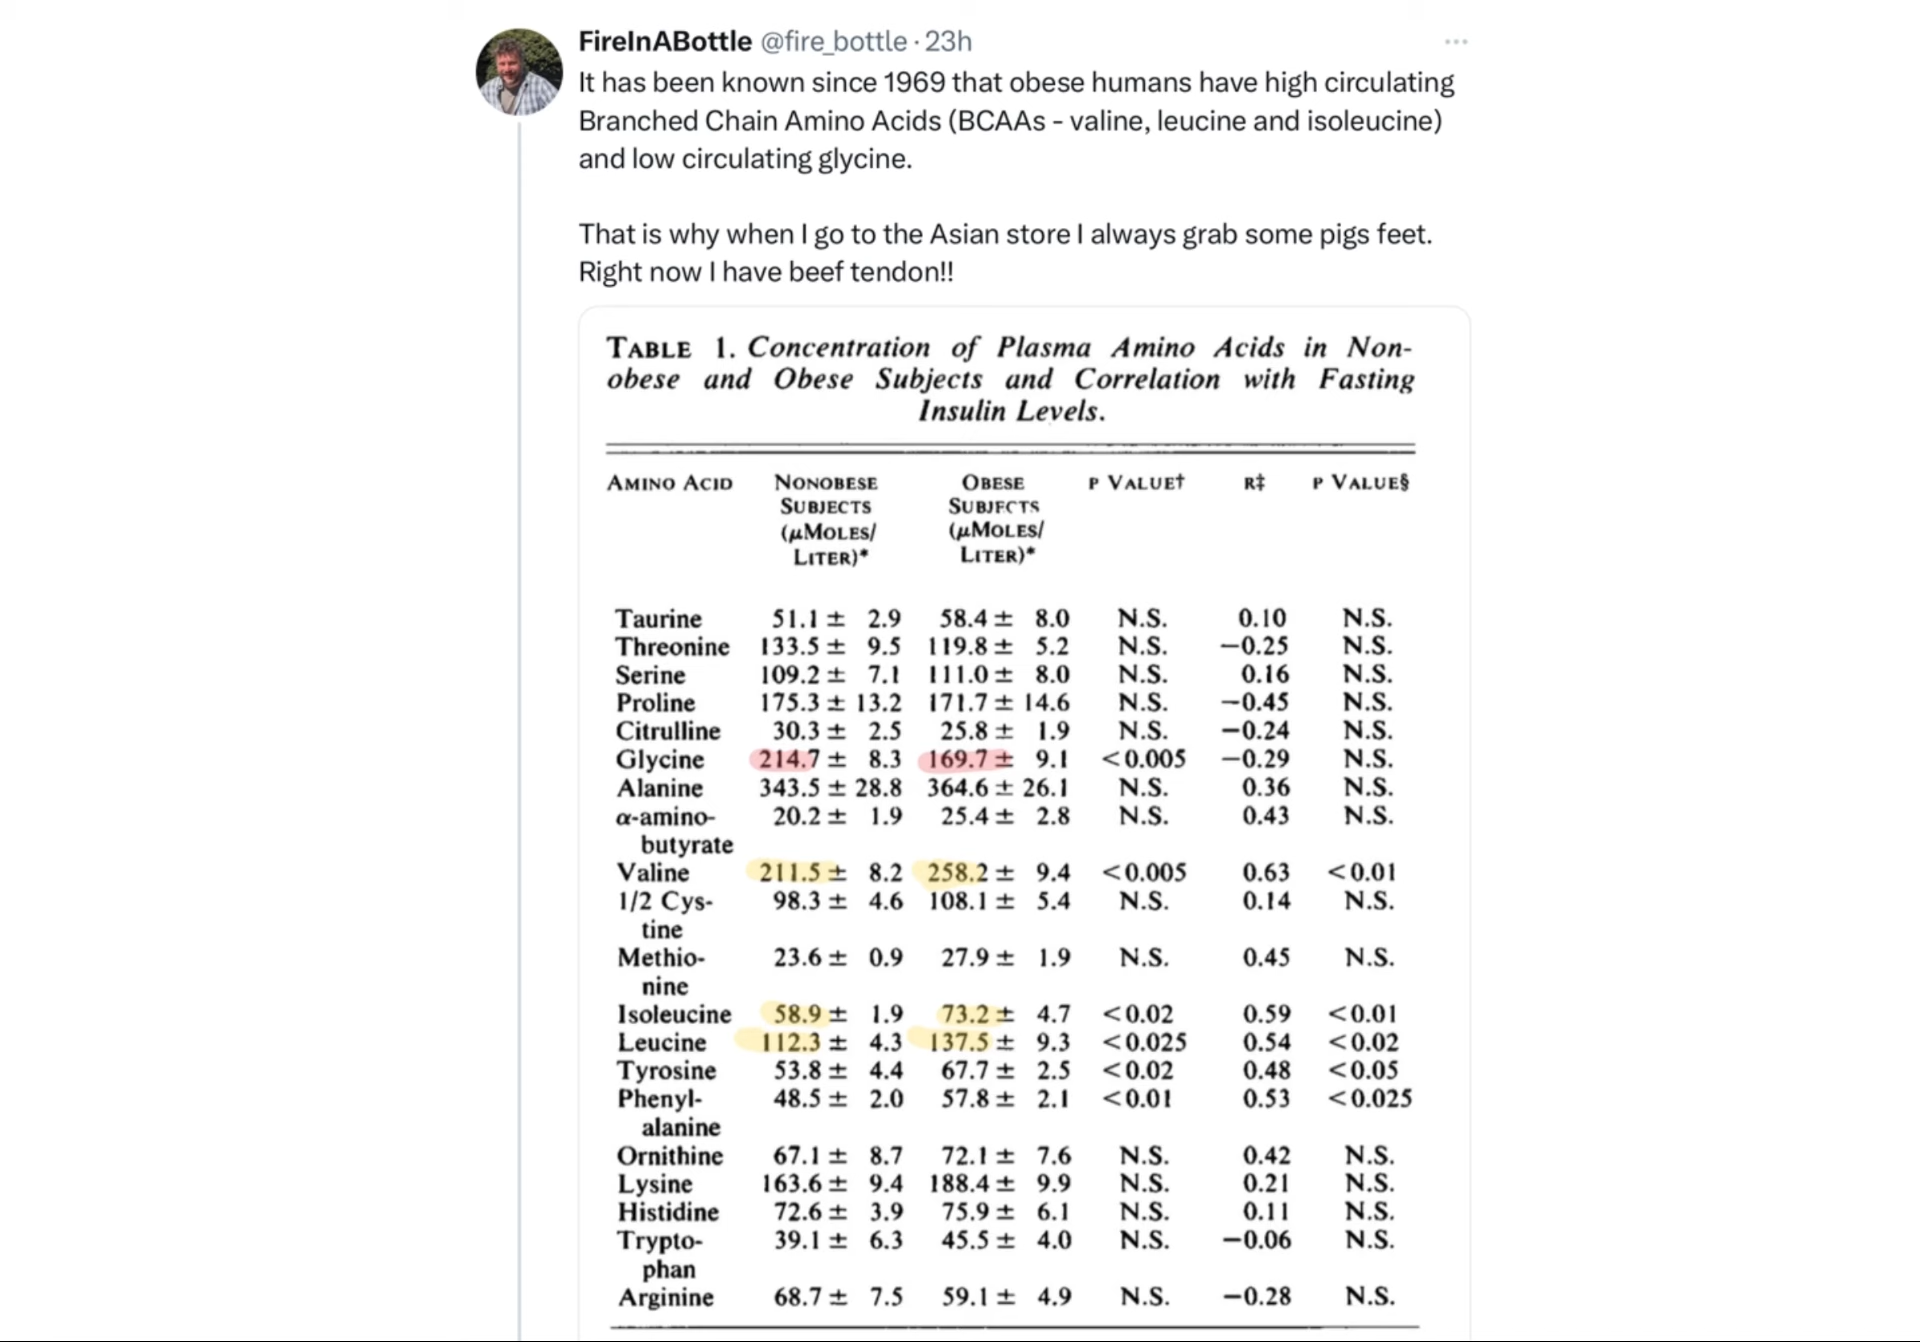 FireInABottle @fire_bottle · 23h
It has been known since 1969 that obese humans have high circulating
Branched Chain Amino Acids (BCAAs - valine, leucine and isoleucine)
and low circulating glycine.
That is why when I go to the Asian store I always grab some pigs feet.
Right now I have beef tendon!!
TABLE 1. Concentration of Plasma Amino Acids in Non-
obese and Obese Subjects and Correlation with Fasting
Insulin Levels.
AMINO ACID NONOBESE OBESE P VALUE† R‡ P VALUE§
SUBJECTS SUBJECTS
(μMOLES/ (μMOLES/
LITER)* LITER)*
Taurine 51.1 ± 2.9 58.4 ± 8.0 N.S. 0.10 N.S.
Threonine 133.5 ± 9.5 119.8 ± 5.2 N.S. −0.25 N.S.
Serine 109.2 ± 7.1 111.0 ± 8.0 N.S. 0.16 N.S.
Proline 175.3 ± 13.2 171.7 ± 14.6 N.S. −0.45 N.S.
Citrulline 30.3 ± 2.5 25.8 ± 1.9 N.S. −0.24 N.S.
Glycine 214.7 ± 8.3 169.7 ± 9.1 <0.005 −0.29 N.S.
Alanine 343.5 ± 28.8 364.6 ± 26.1 N.S. 0.36 N.S.
α-amino- 20.2 ± 1.9 25.4 ± 2.8 N.S. 0.43 N.S.
butyrate
Valine 211.5 ± 8.2 258.2 ± 9.4 <0.005 0.63 <0.01
1/2 Cys- 98.3 ± 4.6 108.1 ± 5.4 N.S. 0.14 N.S.
tine
Methio- 23.6 ± 0.9 27.9 ± 1.9 N.S. 0.45 N.S.
nine
Isoleucine 58.9 ± 1.9 73.2 ± 4.7 <0.02 0.59 <0.01
Leucine 112.3 ± 4.3 137.5 ± 9.3 <0.025 0.54 <0.02
Tyrosine 53.8 ± 4.4 67.7 ± 2.5 <0.02 0.48 <0.05
Phenyl- 48.5 ± 2.0 57.8 ± 2.1 <0.01 0.53 <0.025
alanine
Ornithine 67.1 ± 8.7 72.1 ± 7.6 N.S. 0.42 N.S.
Lysine 163.6 ± 9.4 188.4 ± 9.9 N.S. 0.21 N.S.
Histidine 72.6 ± 3.9 75.9 ± 6.1 N.S. 0.11 N.S.
Trypto- 39.1 ± 6.3 45.5 ± 4.0 N.S. −0.06 N.S.
phan
Arginine 68.7 ± 7.5 59.1 ± 4.9 N.S. −0.28 N.S.